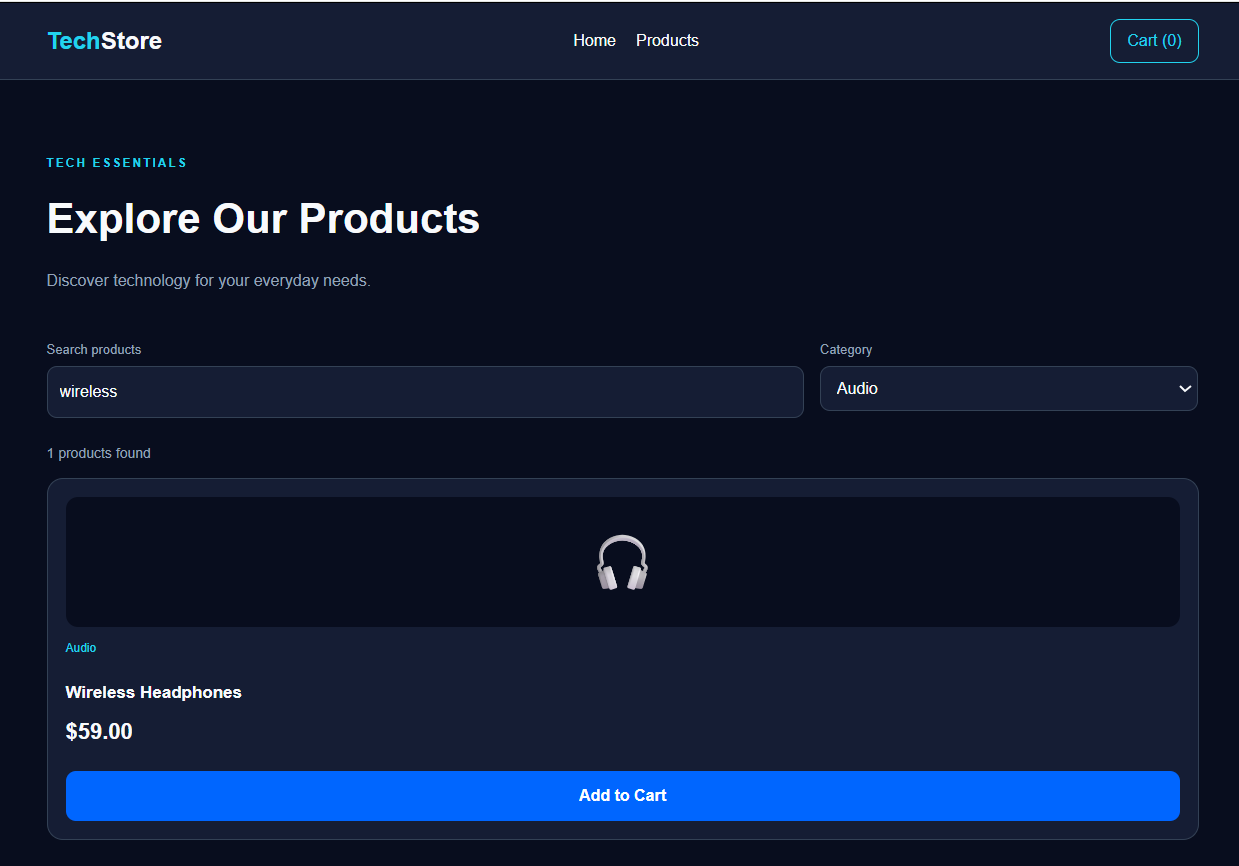 TechStore
Home Products
Cart (0)
TECH ESSENTIALS
Explore Our Products
Discover technology for your everyday needs.
Search products
wireless
Category
Audio
1 products found
Audio
Wireless Headphones
$59.00
Add to Cart